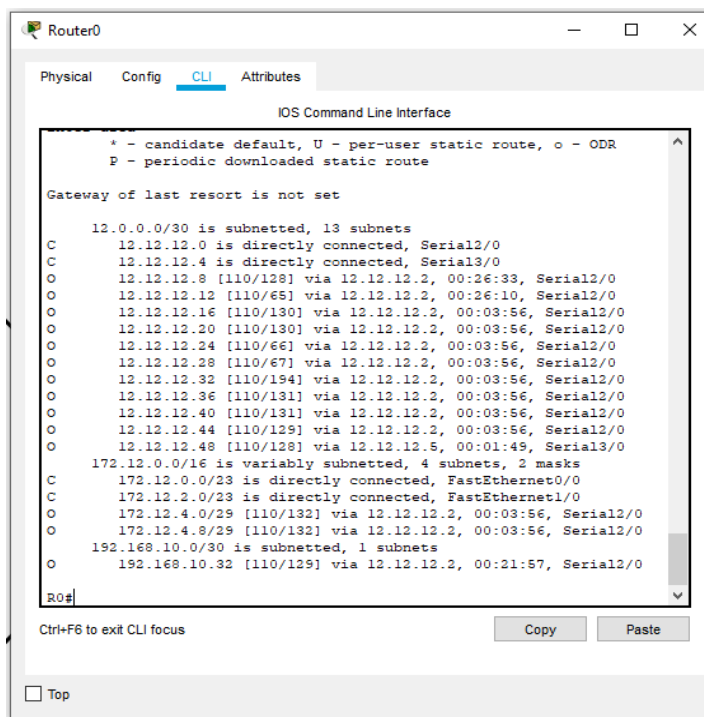 Router0
Physical Config CLI Attributes
IOS Command Line Interface
* - candidate default, U - per-user static route, o - ODR
P - periodic downloaded static route
Gateway of last resort is not set
12.0.0.0/30 is subnetted, 13 subnets
C 12.12.12.0 is directly connected, Serial2/0
C 12.12.12.4 is directly connected, Serial3/0
O 12.12.12.8 [110/128] via 12.12.12.2, 00:26:33, Serial2/0
O 12.12.12.12 [110/65] via 12.12.12.2, 00:26:10, Serial2/0
O 12.12.12.16 [110/130] via 12.12.12.2, 00:03:56, Serial2/0
O 12.12.12.20 [110/130] via 12.12.12.2, 00:03:56, Serial2/0
O 12.12.12.24 [110/66] via 12.12.12.2, 00:03:56, Serial2/0
O 12.12.12.28 [110/67] via 12.12.12.2, 00:03:56, Serial2/0
O 12.12.12.32 [110/194] via 12.12.12.2, 00:03:56, Serial2/0
O 12.12.12.36 [110/131] via 12.12.12.2, 00:03:56, Serial2/0
O 12.12.12.40 [110/131] via 12.12.12.2, 00:03:56, Serial2/0
O 12.12.12.44 [110/129] via 12.12.12.2, 00:03:56, Serial2/0
O 12.12.12.48 [110/128] via 12.12.12.5, 00:01:49, Serial3/0
172.12.0.0/16 is variably subnetted, 4 subnets, 2 masks
C 172.12.0.0/23 is directly connected, FastEthernet0/0
C 172.12.2.0/23 is directly connected, FastEthernet1/0
O 172.12.4.0/29 [110/132] via 12.12.12.2, 00:03:56, Serial2/0
O 172.12.4.8/29 [110/132] via 12.12.12.2, 00:03:56, Serial2/0
192.168.10.0/30 is subnetted, 1 subnets
O 192.168.10.32 [110/129] via 12.12.12.2, 00:21:57, Serial2/0
R0#
Ctrl+F6 to exit CLI focus
Copy Paste
Top